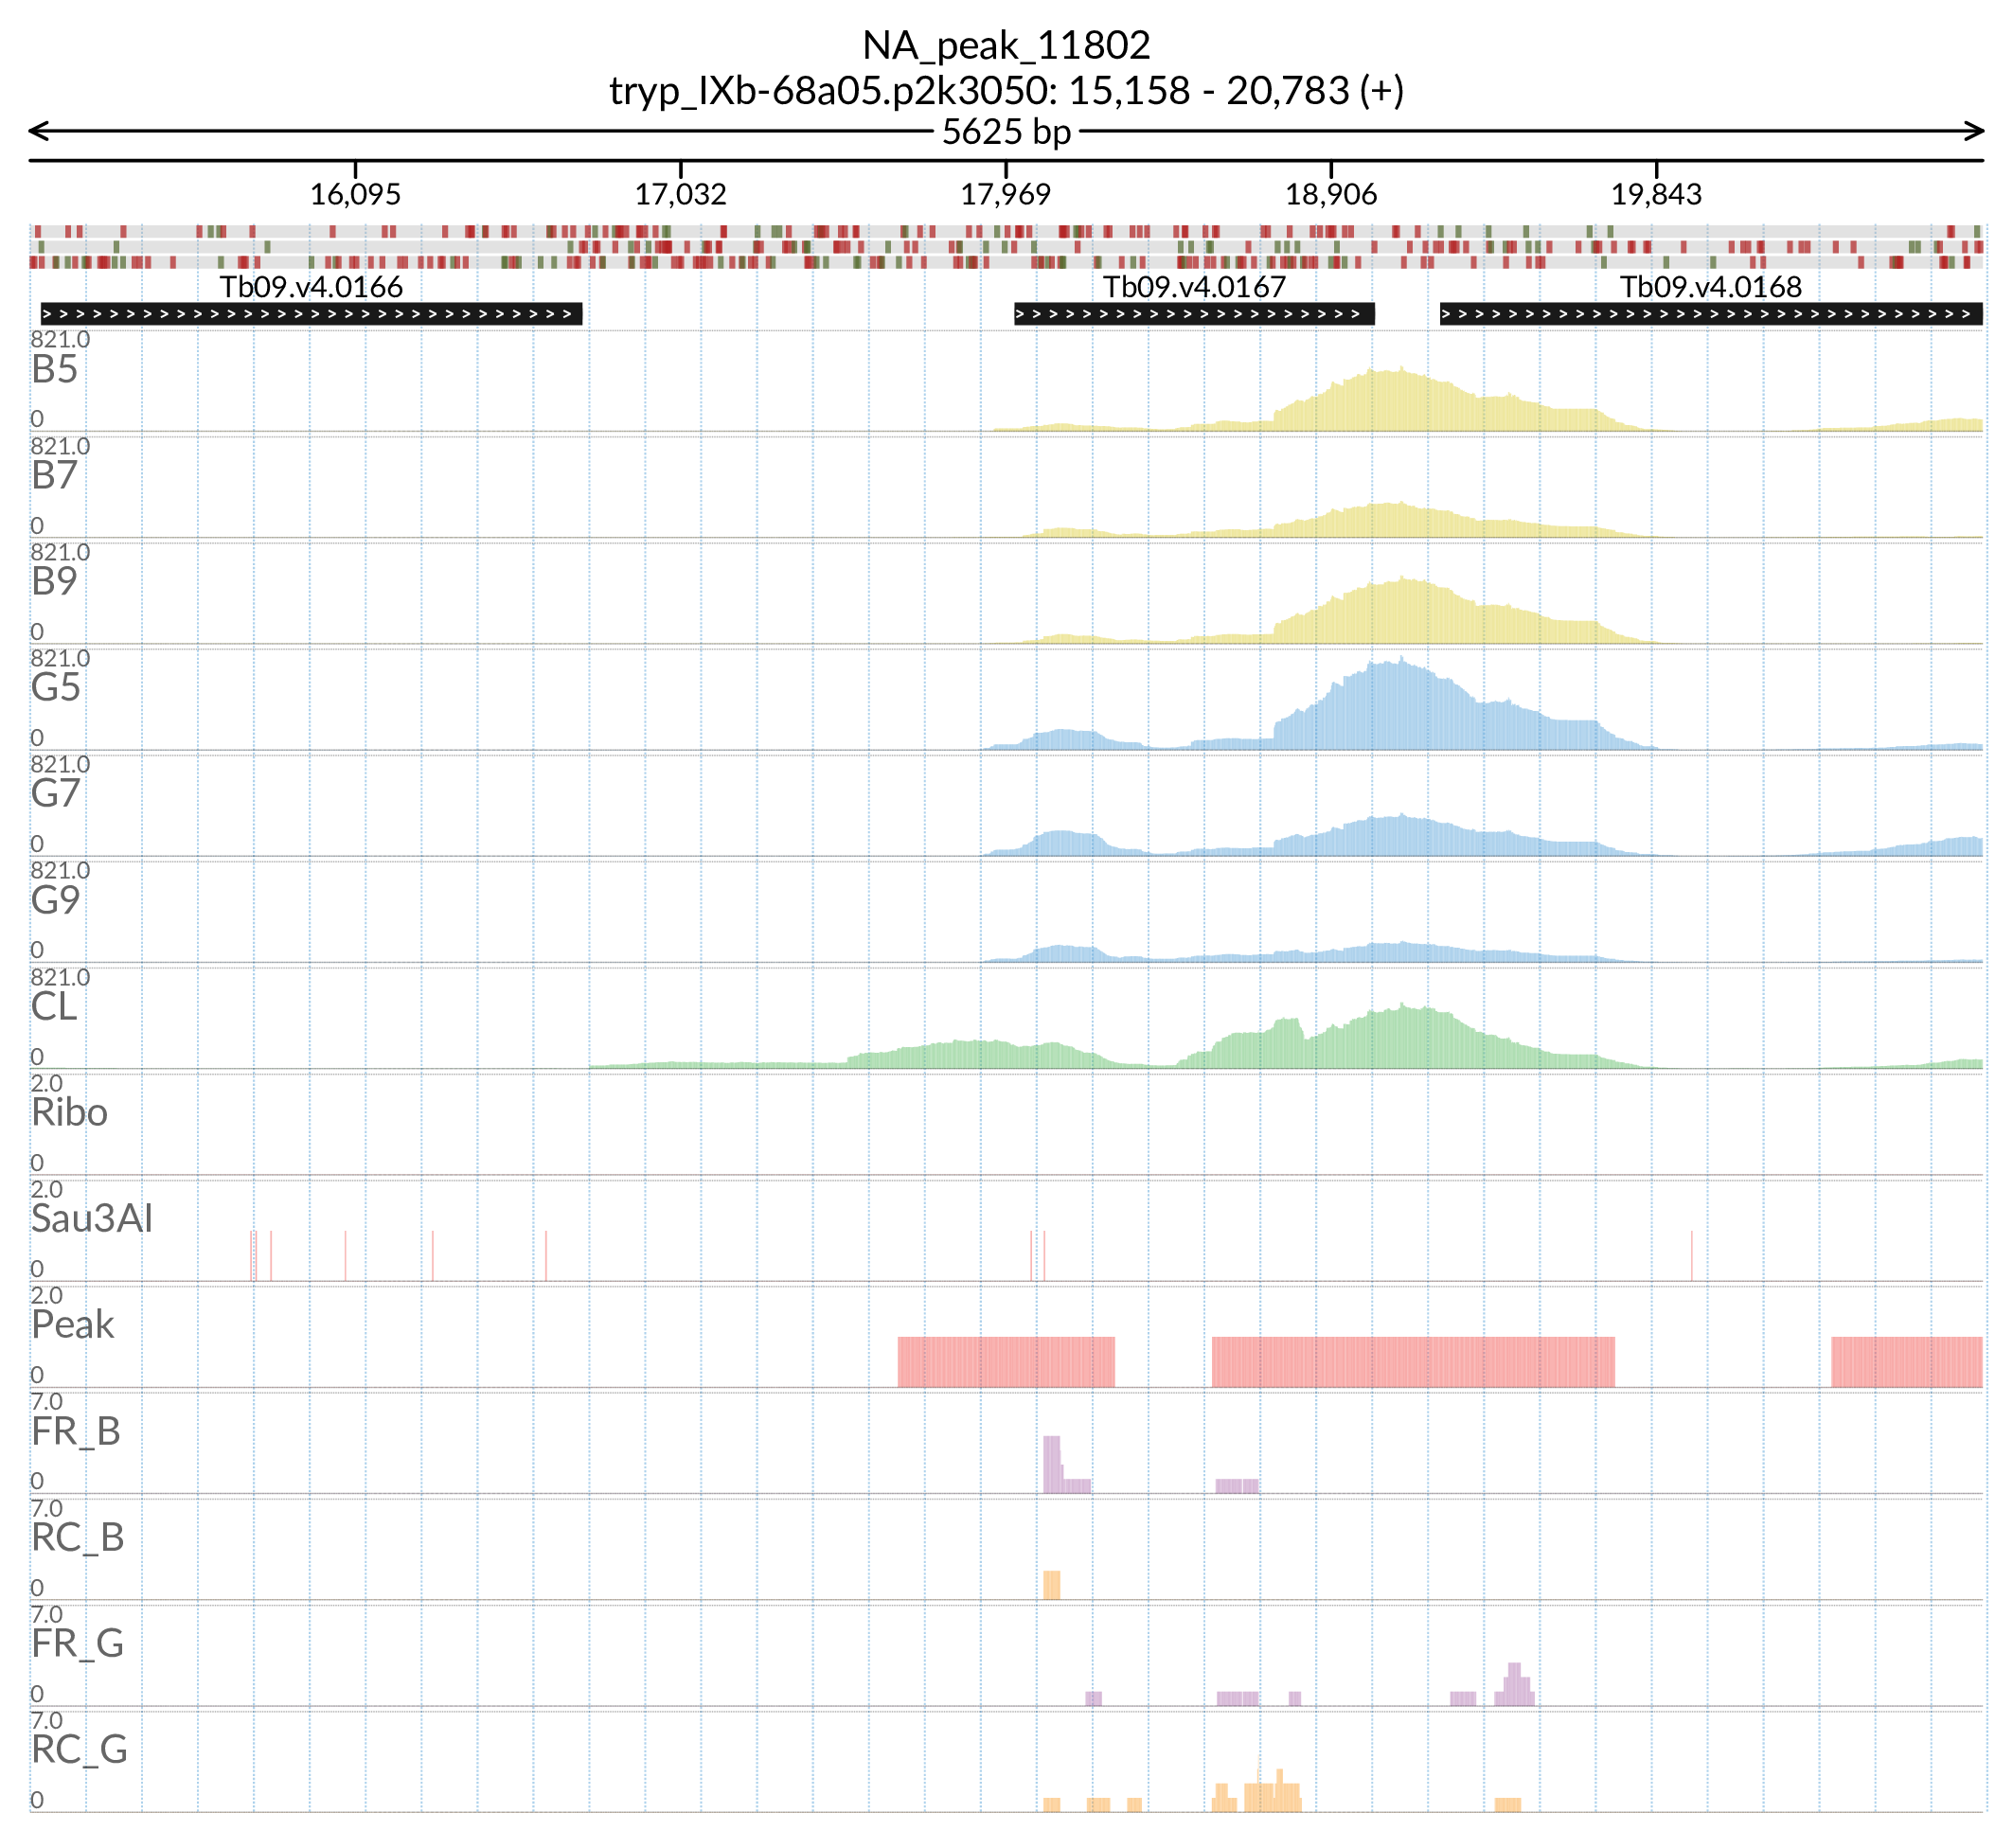 NA_peak_11802
tryp_IXb-68a05.p2k3050: 15,158 - 20,783 (+)
5625 bp
16,095 17,032 17,969 18,906 19,843
Tb09.v4.0166 Tb09.v4.0167 Tb09.v4.0168
821.0
B5
0
821.0
B7
0
821.0
B9
0
821.0
G5
0
821.0
G7
0
821.0
G9
0
821.0
CL
0
2.0
Ribo
0
2.0
Sau3AI
0
2.0
Peak
0
7.0
FR_B
0
7.0
RC_B
0
7.0
FR_G
0
7.0
RC_G
0